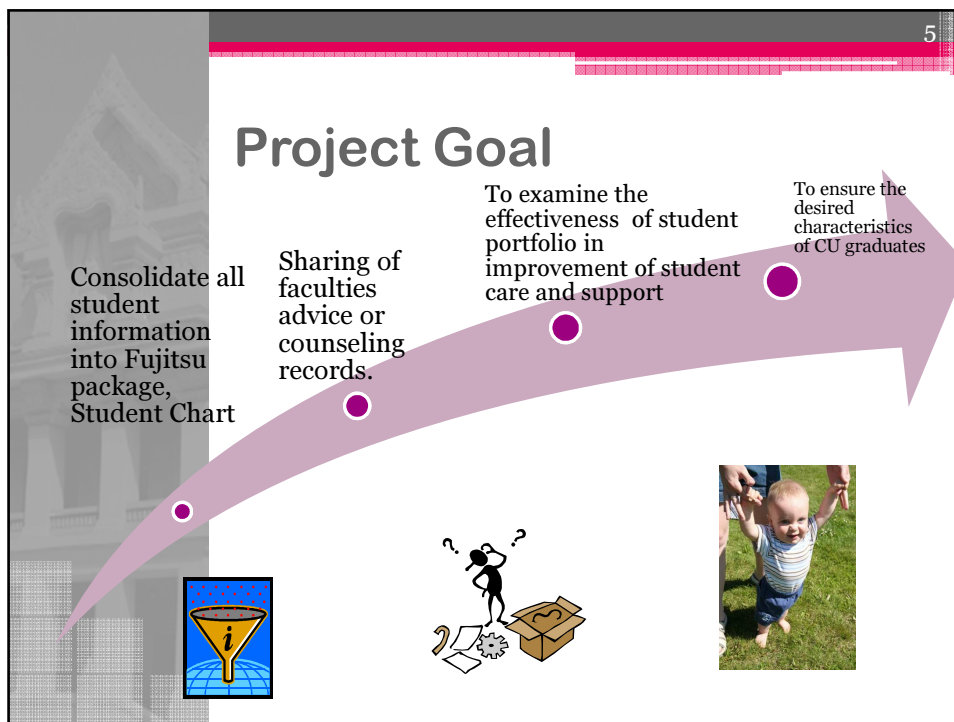 5
Project Goal
Consolidate all
student
information
into Fujitsu
package,
Student Chart
Sharing of
faculties
advice or
counseling
records.
To examine the
effectiveness of student
portfolio in
improvement of student
care and support
To ensure the
desired
characteristics
of CU graduates
i
? ?